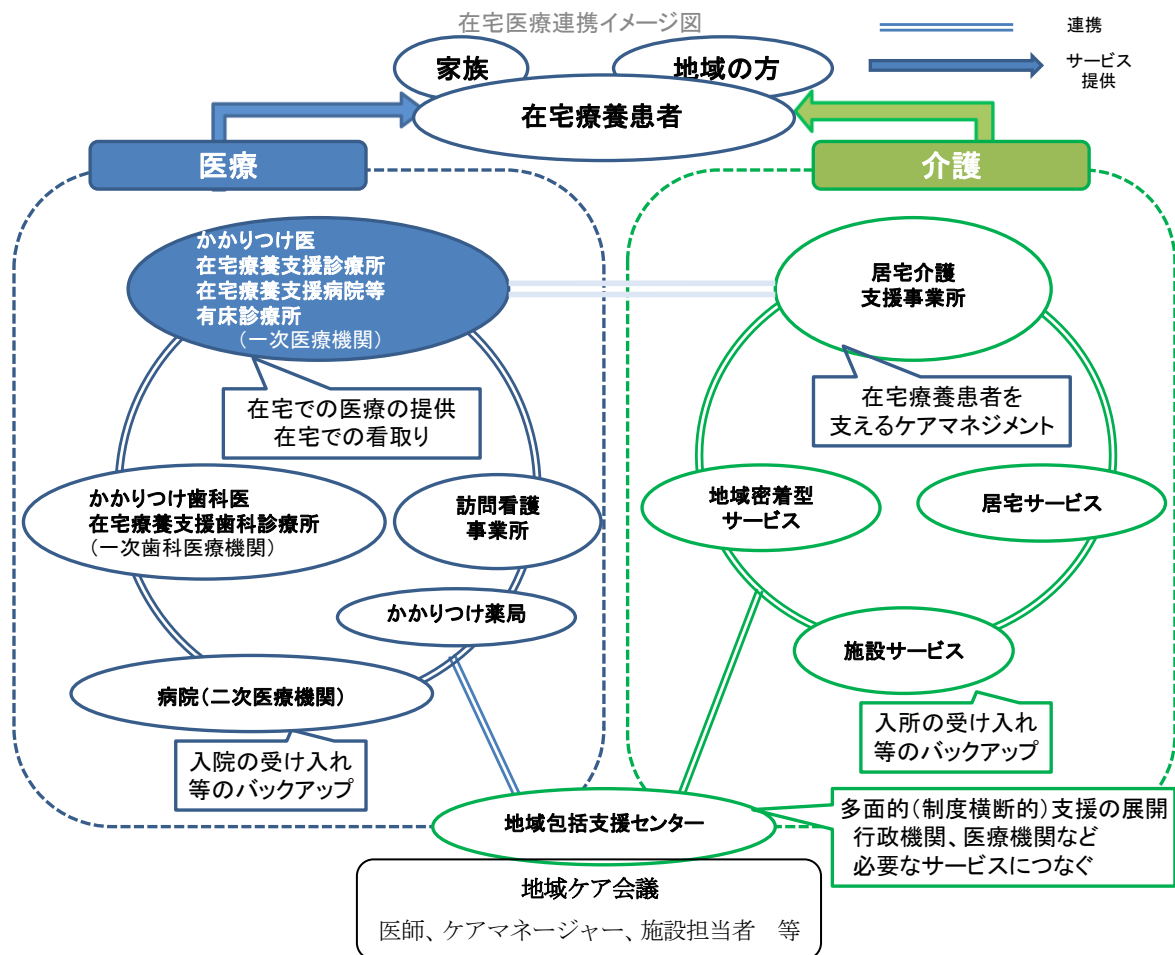 在宅医療連携イメージ図
連携
サービス
提供
家族
地域の方
在宅療養患者
医療
介護
かかりつけ医
在宅療養支援診療所
在宅療養支援病院等
有床診療所
（一次医療機関）
居宅介護
支援事業所
在宅での医療の提供
在宅での看取り
在宅療養患者を
支えるケアマネジメント
かかりつけ歯科医
在宅療養支援歯科診療所
（一次歯科医療機関）
訪問看護
事業所
地域密着型
サービス
居宅サービス
かかりつけ薬局
施設サービス
病院（二次医療機関）
入院の受け入れ
等のバックアップ
入所の受け入れ
等のバックアップ
地域包括支援センター
多面的（制度横断的）支援の展開
行政機関、医療機関など
必要なサービスにつなぐ
地域ケア会議
医師、ケアマネージャー、施設担当者　等